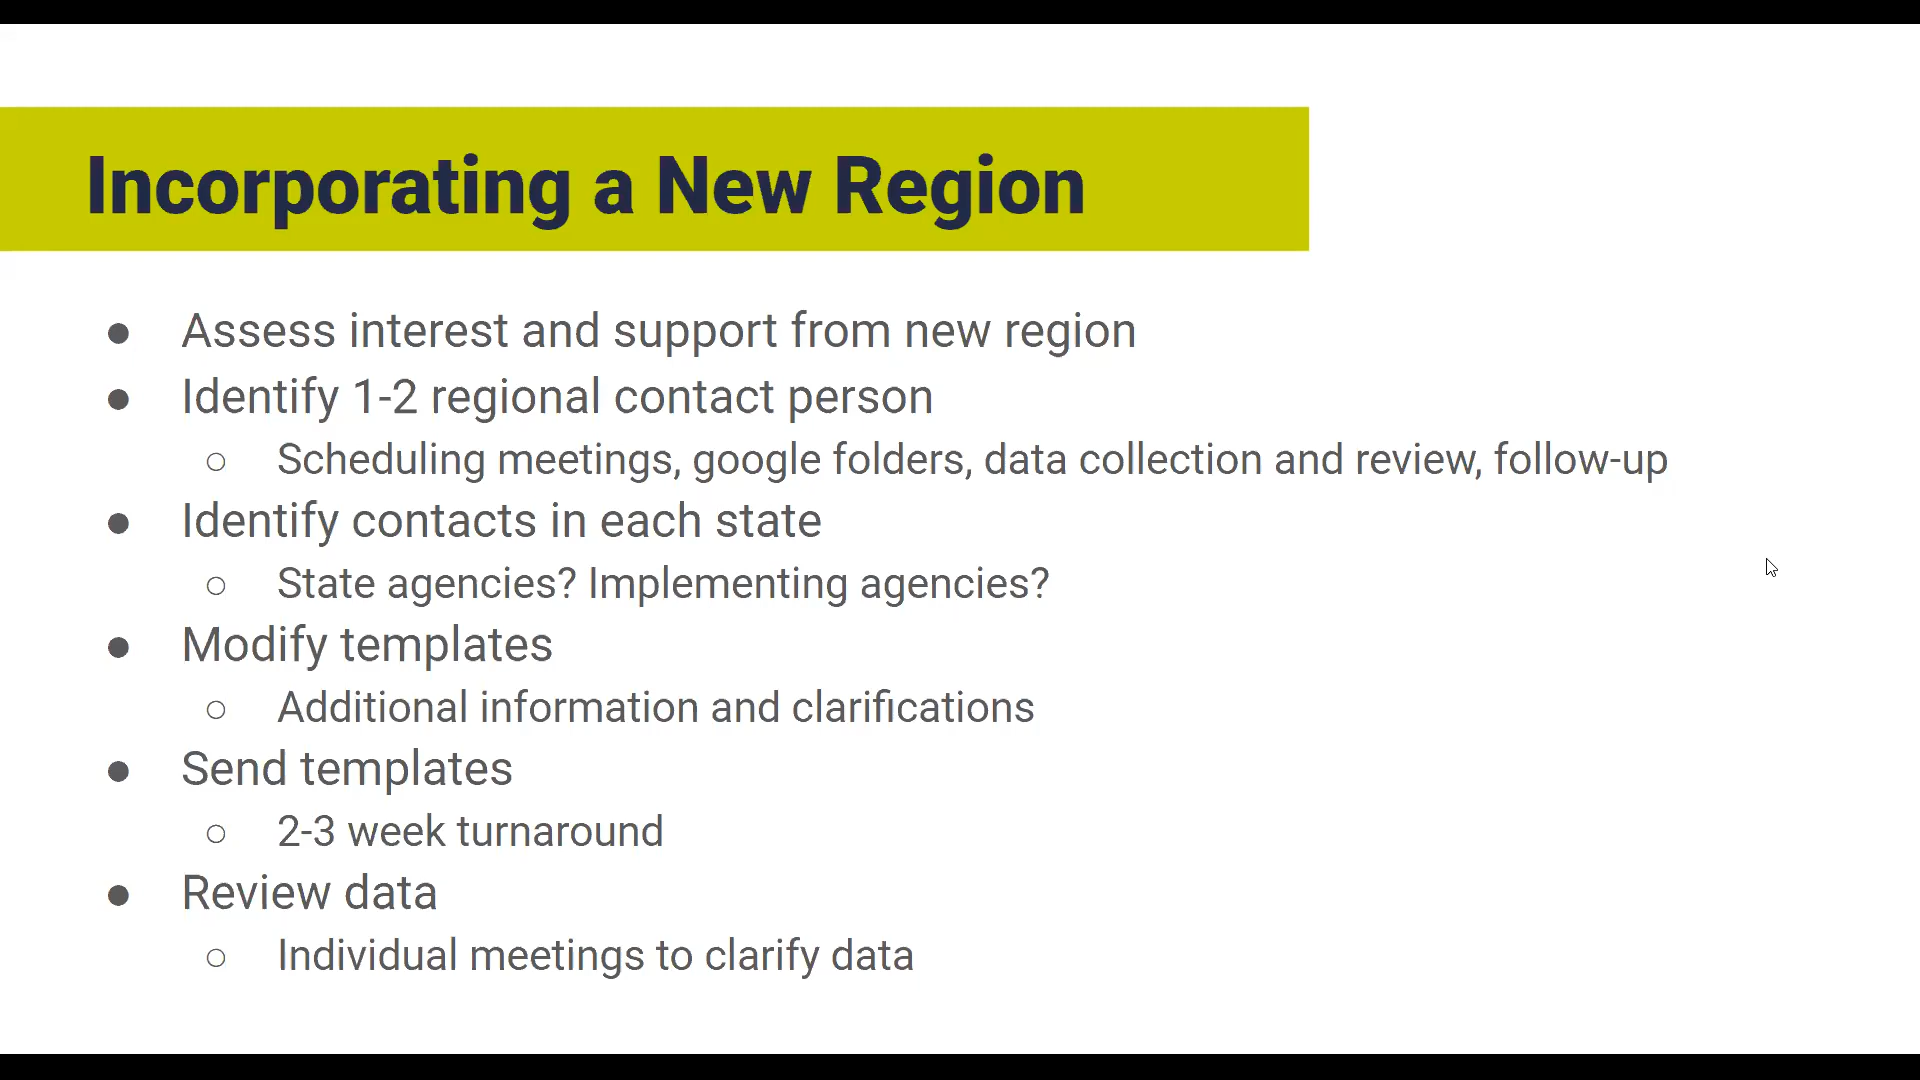 Incorporating a New Region
● Assess interest and support from new region
● Identify 1-2 regional contact person
○ Scheduling meetings, google folders, data collection and review, follow-up
● Identify contacts in each state
○ State agencies? Implementing agencies?
● Modify templates
○ Additional information and clarifications
● Send templates
○ 2-3 week turnaround
● Review data
○ Individual meetings to clarify data